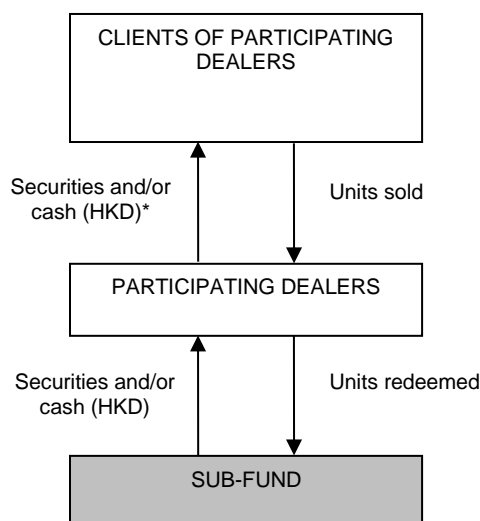 CLIENTS OF PARTICIPATING
DEALERS
Securities and/or
cash (HKD)*
Units sold
PARTICIPATING DEALERS
Securities and/or
cash (HKD)
Units redeemed
SUB-FUND